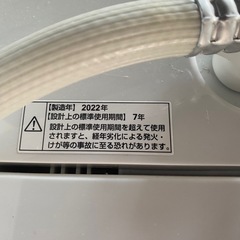 【製造年】2022年
【設計上の標準使用期間】7年
設計上の標準使用期間を超えて使用
されますと、経年劣化による発火・
けが等の事故に至る恐れがあります。